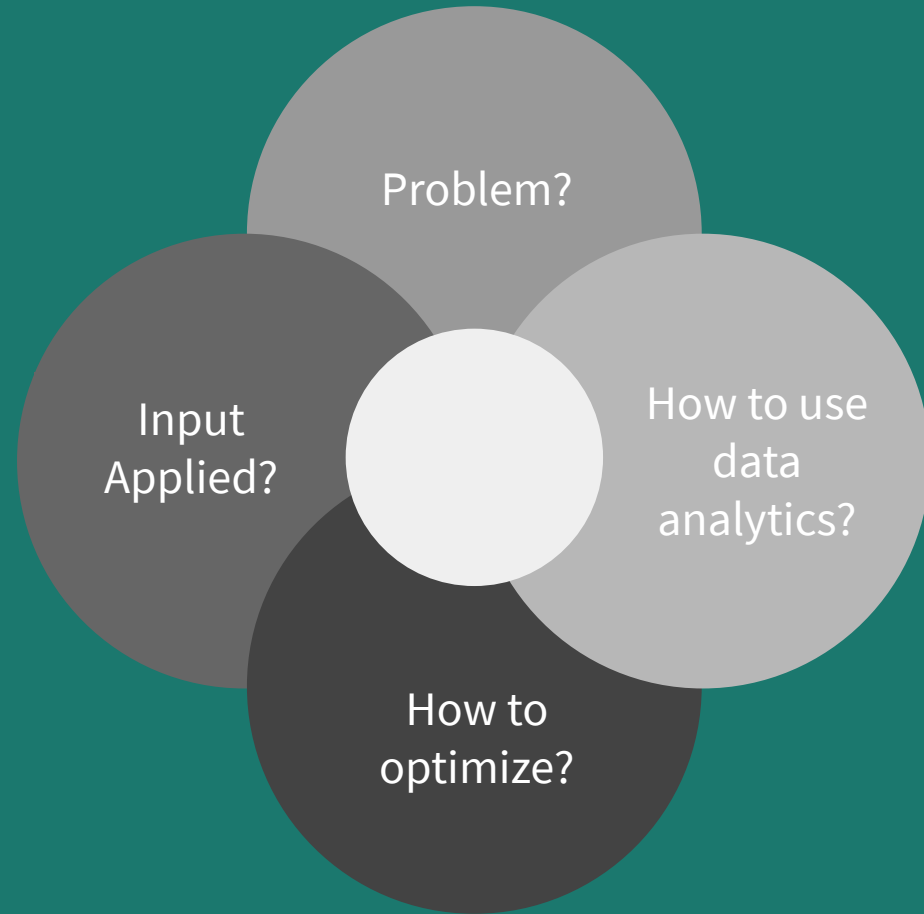 Problem?
Input
Applied?
How to use
data
analytics?
How to
optimize?